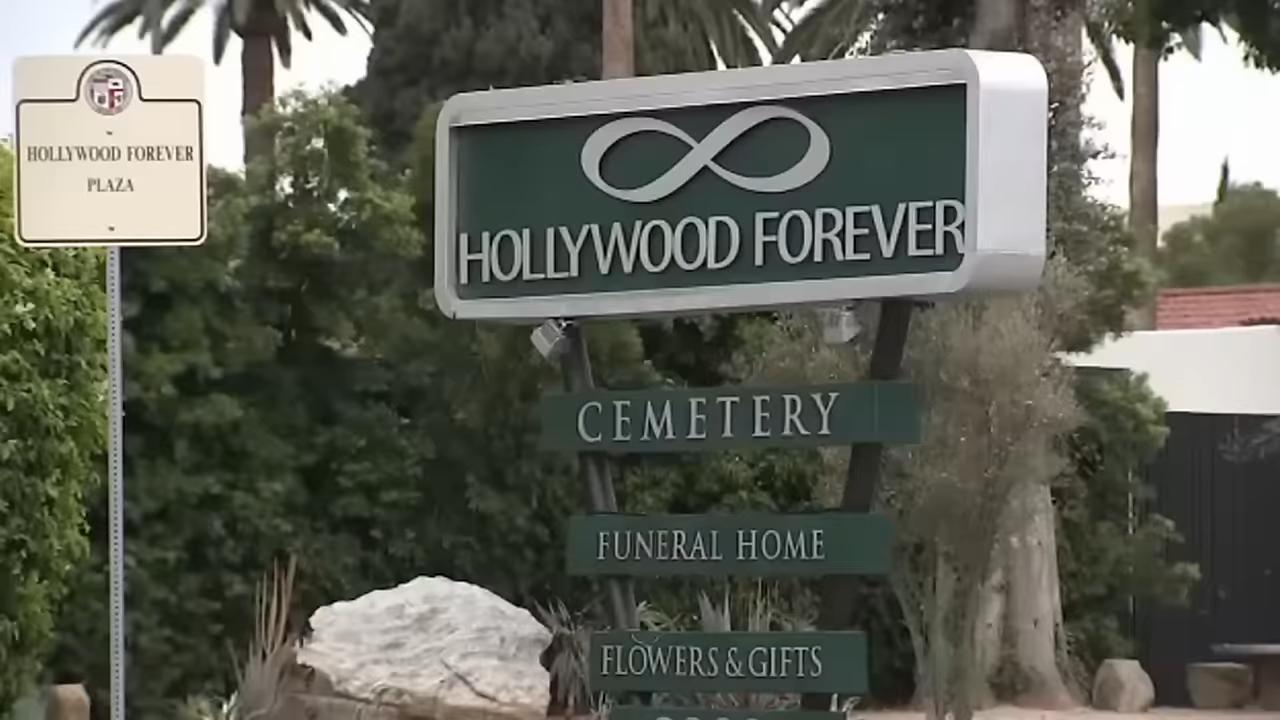 HOLLYWOOD FOREVER
PLAZA
HOLLYWOOD FOREVER
CEMETERY
FUNERAL HOME
FLOWERS & GIFTS